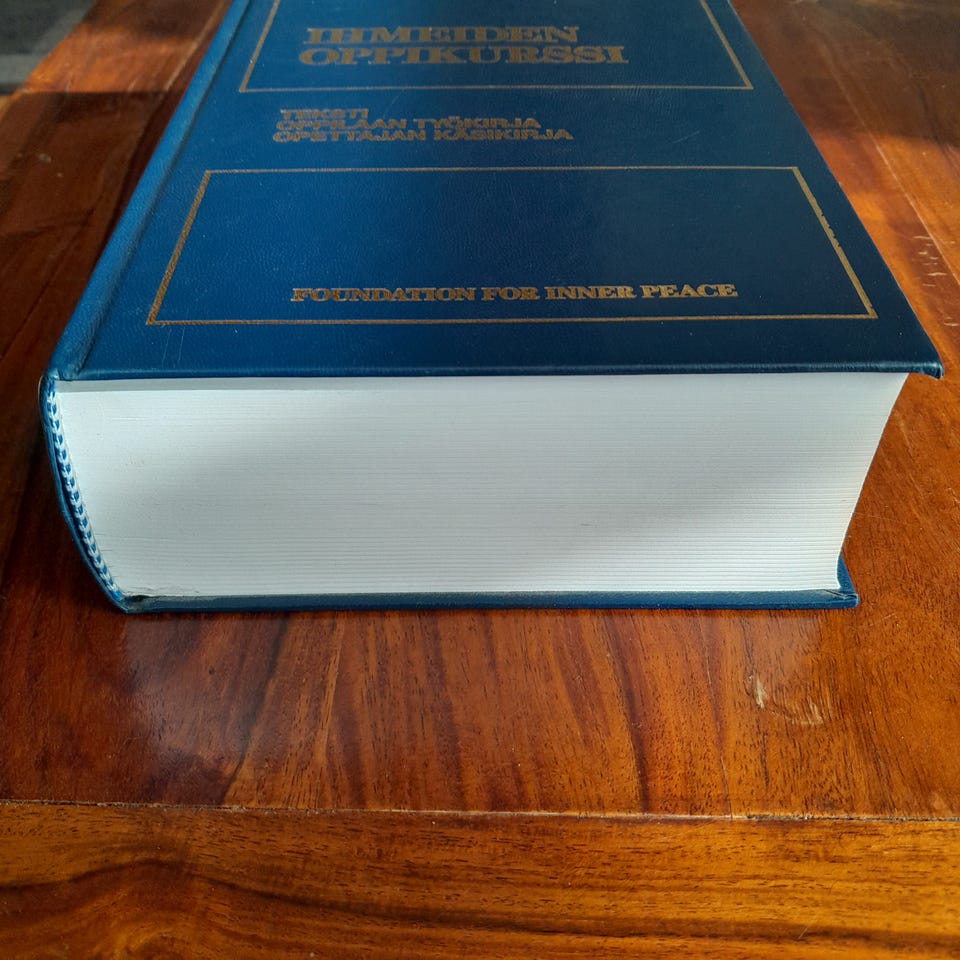 IHMEIDEN
OPPIKURSSI
TEKSTI
OPPILAAN TYÖKIRJA
OPETTAJAN KÄSIKIRJA
FOUNDATION FOR INNER PEACE